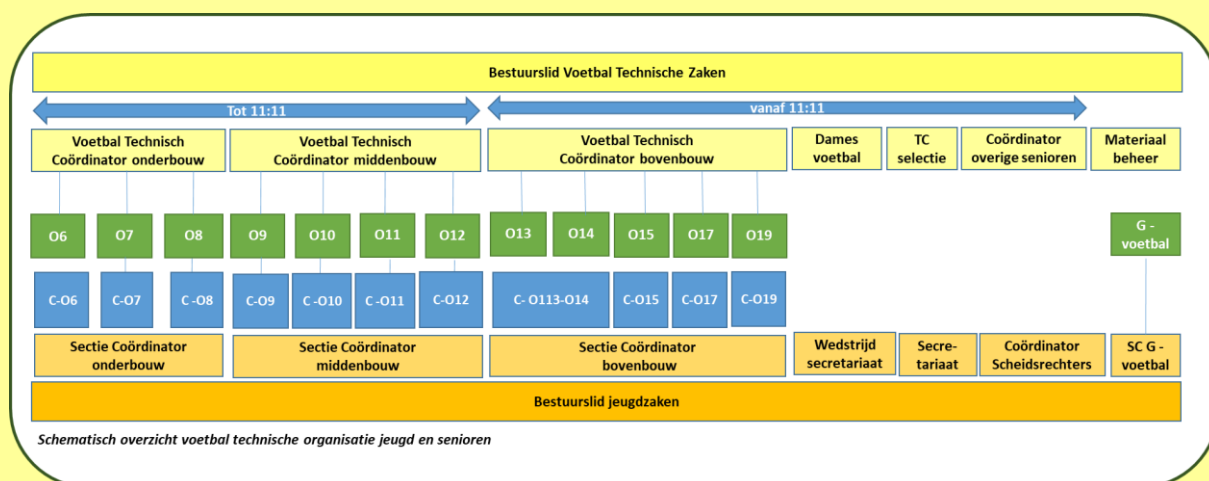 Bestuurslid Voetbal Technische Zaken
Tot 11:11
vanaf 11:11
Voetbal Technisch
Coördinator onderbouw
Voetbal Technisch
Coördinator middenbouw
Voetbal Technisch
Coördinator bovenbouw
Dames
voetbal
TC
selectie
Coördinator
overige senioren
Materiaal
beheer
O6
O7
O8
O9
O10
O11
O12
O13
O14
O15
O17
O19
G -
voetbal
C-O6
C-O7
C -O8
C-O9
C -O10
C -O11
C-O12
C- O113-O14
C-O15
C-O17
C-O19
Sectie Coördinator
onderbouw
Sectie Coördinator
middenbouw
Sectie Coördinator
bovenbouw
Wedstrijd
secretariaat
Secre-
tariaat
Coördinator
Scheidsrechters
SC G -
voetbal
Bestuurslid jeugdzaken
Schematisch overzicht voetbal technische organisatie jeugd en senioren